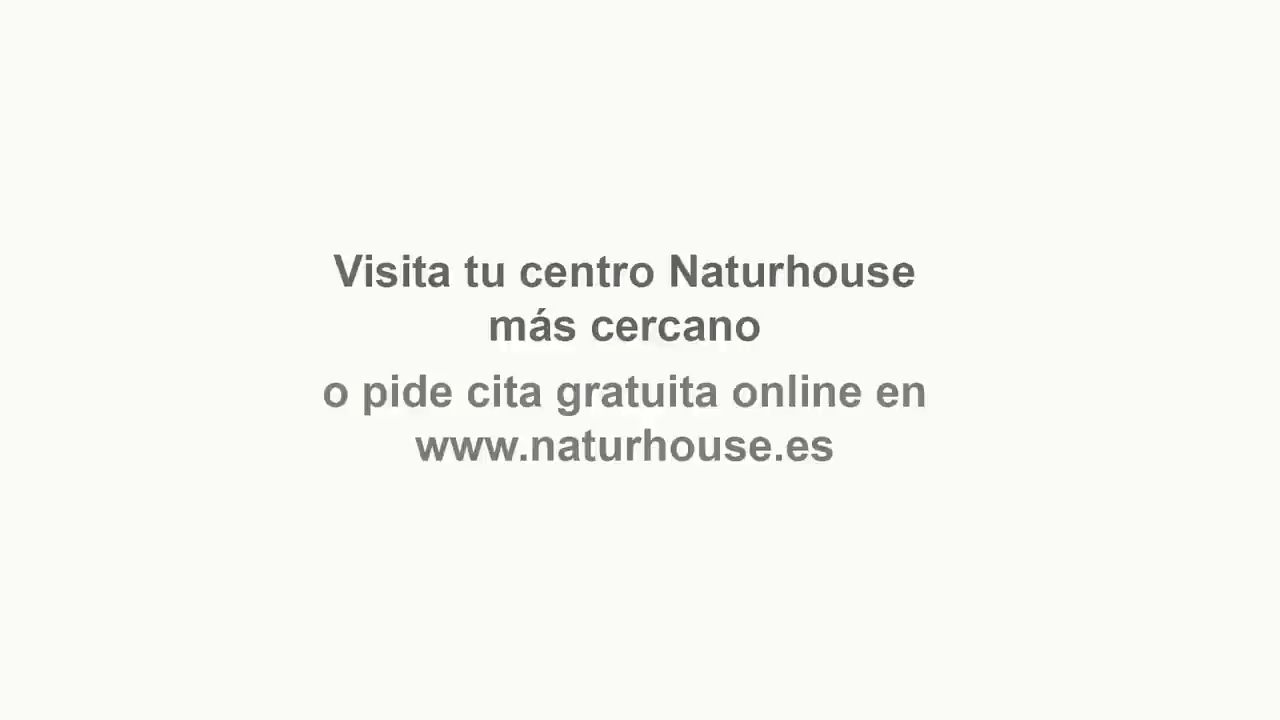 Visita tu centro Naturhouse
más cercano
o pide cita gratuita online en
www.naturhouse.es